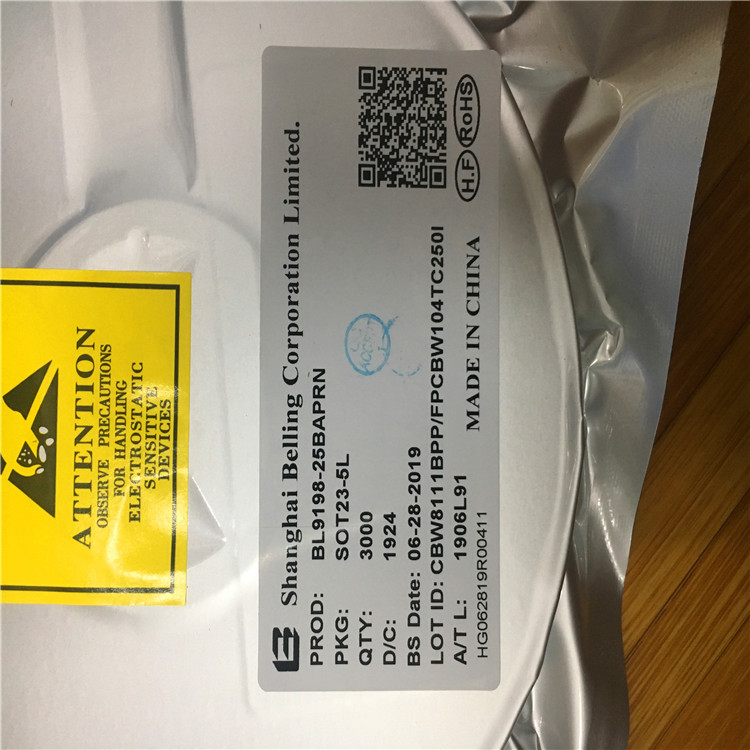 Shanghai Belling Corporation Limited.
PROD: BL9198-25BAPRN
PKG: SOT23-5L
QTY: 3000
D/C: 1924
BS Date: 06-28-2019
LOT ID: CBW8111BPP/FPCBW104TC250I
A/T L: 1906L91
MADE IN CHINA
HG062819R00411
H.F
RoHS
ATTENTION
OBSERVE PRECAUTIONS
FOR HANDLING
ELECTROSTATIC
SENSITIVE
DEVICES